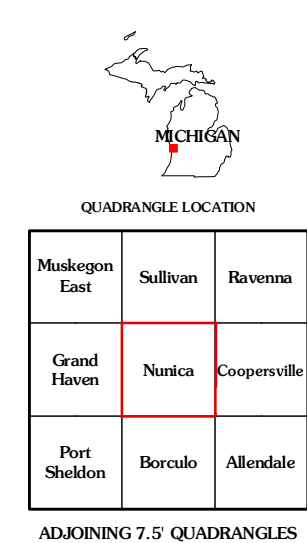 MICHIGAN
QUADRANGLE LOCATION
Muskegon
East
Sullivan
Ravenna
Grand
Haven
Nunica
Coopersville
Port
Sheldon
Borculo
Allendale
ADJOINING 7.5' QUADRANGLES